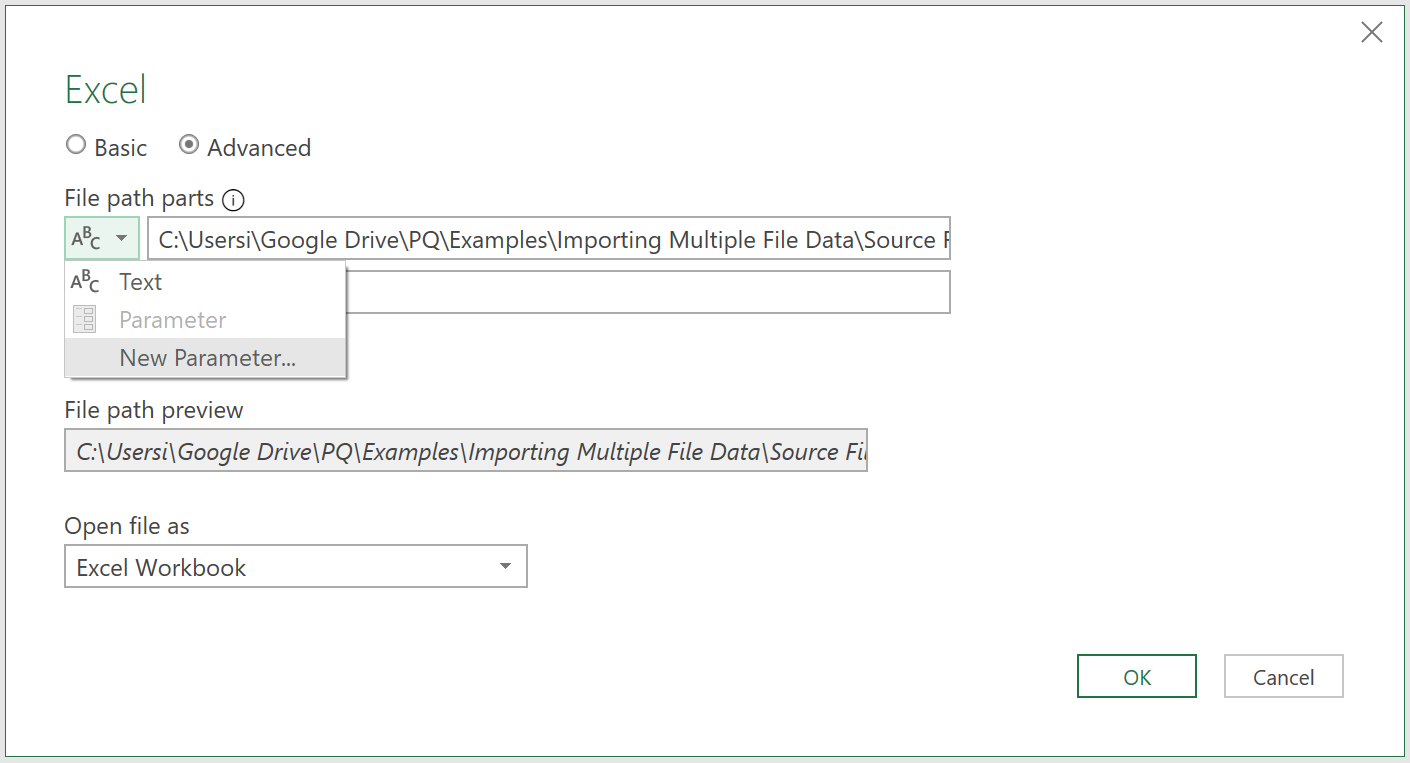 Excel
Basic Advanced
File path parts i
ABC C:\Usersi\Google Drive\PQ\Examples\Importing Multiple File Data\Source F
ABC Text
Parameter
New Parameter...
File path preview
C:\Usersi\Google Drive\PQ\Examples\Importing Multiple File Data\Source Fil
Open file as
Excel Workbook
OK Cancel